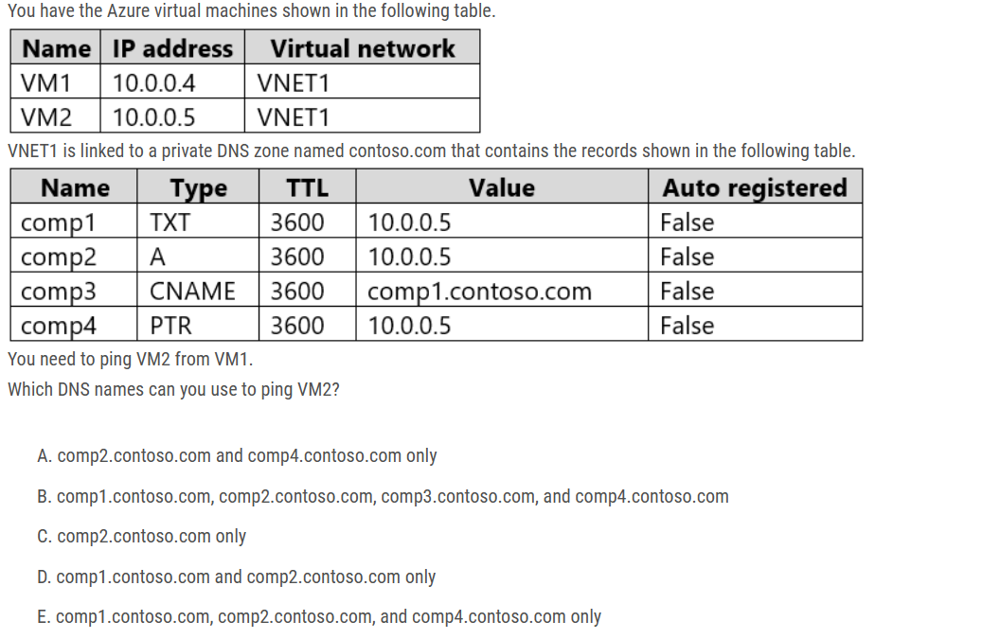 You have the Azure virtual machines shown in the following table.
Name IP address Virtual network
VM1 10.0.0.4 VNET1
VM2 10.0.0.5 VNET1
VNET1 is linked to a private DNS zone named contoso.com that contains the records shown in the following table.
Name Type TTL Value Auto registered
comp1 TXT 3600 10.0.0.5 False
comp2 A 3600 10.0.0.5 False
comp3 CNAME 3600 comp1.contoso.com False
comp4 PTR 3600 10.0.0.5 False
You need to ping VM2 from VM1.
Which DNS names can you use to ping VM2?
A. comp2.contoso.com and comp4.contoso.com only
B. comp1.contoso.com, comp2.contoso.com, comp3.contoso.com, and comp4.contoso.com
C. comp2.contoso.com only
D. comp1.contoso.com and comp2.contoso.com only
E. comp1.contoso.com, comp2.contoso.com, and comp4.contoso.com only